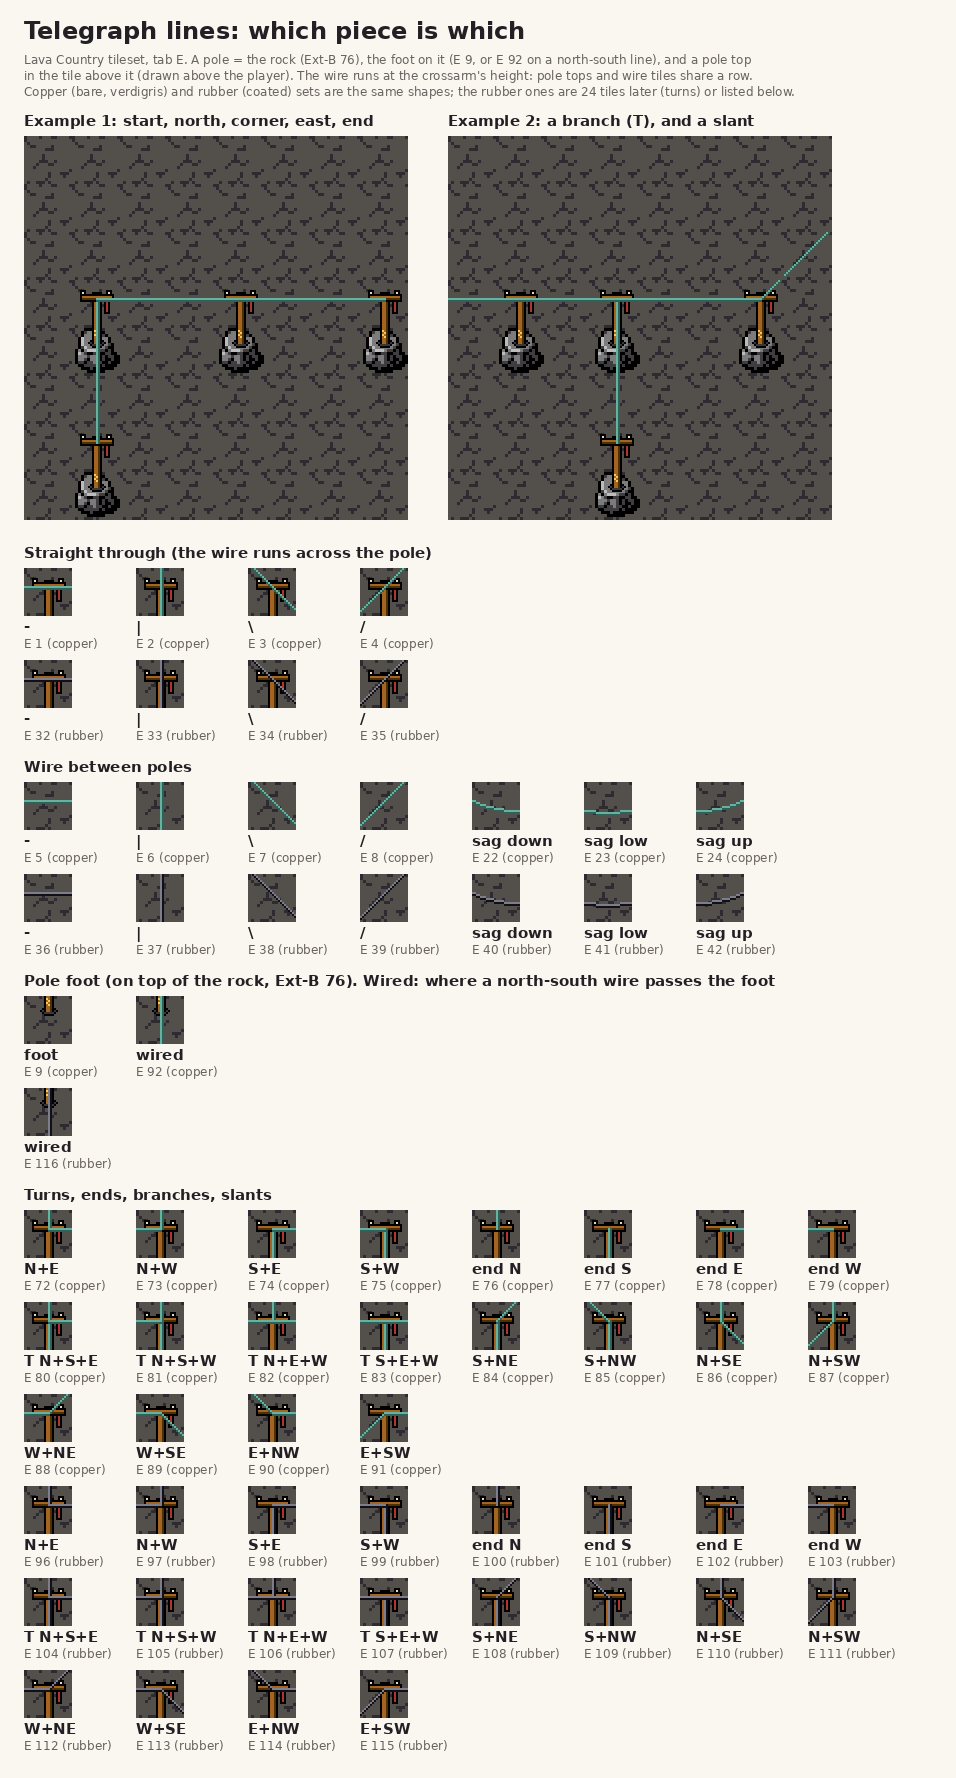 Telegraph lines: which piece is which
Lava Country tileset, tab E. A pole = the rock (Ext-B 76), the foot on it (E 9, or E 92 on a north-south line), and a pole top
in the tile above it (drawn above the player). The wire runs at the crossarm's height: pole tops and wire tiles share a row.
Copper (bare, verdigris) and rubber (coated) sets are the same shapes; the rubber ones are 24 tiles later (turns) or listed below.
Example 1: start, north, corner, east, end
Example 2: a branch (T), and a slant
Straight through (the wire runs across the pole)
- | \ /
E 1 (copper) E 2 (copper) E 3 (copper) E 4 (copper)
- | \ /
E 32 (rubber) E 33 (rubber) E 34 (rubber) E 35 (rubber)
Wire between poles
- | \ / sag down sag low sag up
E 5 (copper) E 6 (copper) E 7 (copper) E 8 (copper) E 22 (copper) E 23 (copper) E 24 (copper)
- | \ / sag down sag low sag up
E 36 (rubber) E 37 (rubber) E 38 (rubber) E 39 (rubber) E 40 (rubber) E 41 (rubber) E 42 (rubber)
Pole foot (on top of the rock, Ext-B 76). Wired: where a north-south wire passes the foot
foot wired
E 9 (copper) E 92 (copper)
wired
E 116 (rubber)
Turns, ends, branches, slants
N+E N+W S+E S+W end N end S end E end W
E 72 (copper) E 73 (copper) E 74 (copper) E 75 (copper) E 76 (copper) E 77 (copper) E 78 (copper) E 79 (copper)
T N+S+E T N+S+W T N+E+W T S+E+W S+NE S+NW N+SE N+SW
E 80 (copper) E 81 (copper) E 82 (copper) E 83 (copper) E 84 (copper) E 85 (copper) E 86 (copper) E 87 (copper)
W+NE W+SE E+NW E+SW
E 88 (copper) E 89 (copper) E 90 (copper) E 91 (copper)
N+E N+W S+E S+W end N end S end E end W
E 96 (rubber) E 97 (rubber) E 98 (rubber) E 99 (rubber) E 100 (rubber) E 101 (rubber) E 102 (rubber) E 103 (rubber)
T N+S+E T N+S+W T N+E+W T S+E+W S+NE S+NW N+SE N+SW
E 104 (rubber) E 105 (rubber) E 106 (rubber) E 107 (rubber) E 108 (rubber) E 109 (rubber) E 110 (rubber) E 111 (rubber)
W+NE W+SE E+NW E+SW
E 112 (rubber) E 113 (rubber) E 114 (rubber) E 115 (rubber)